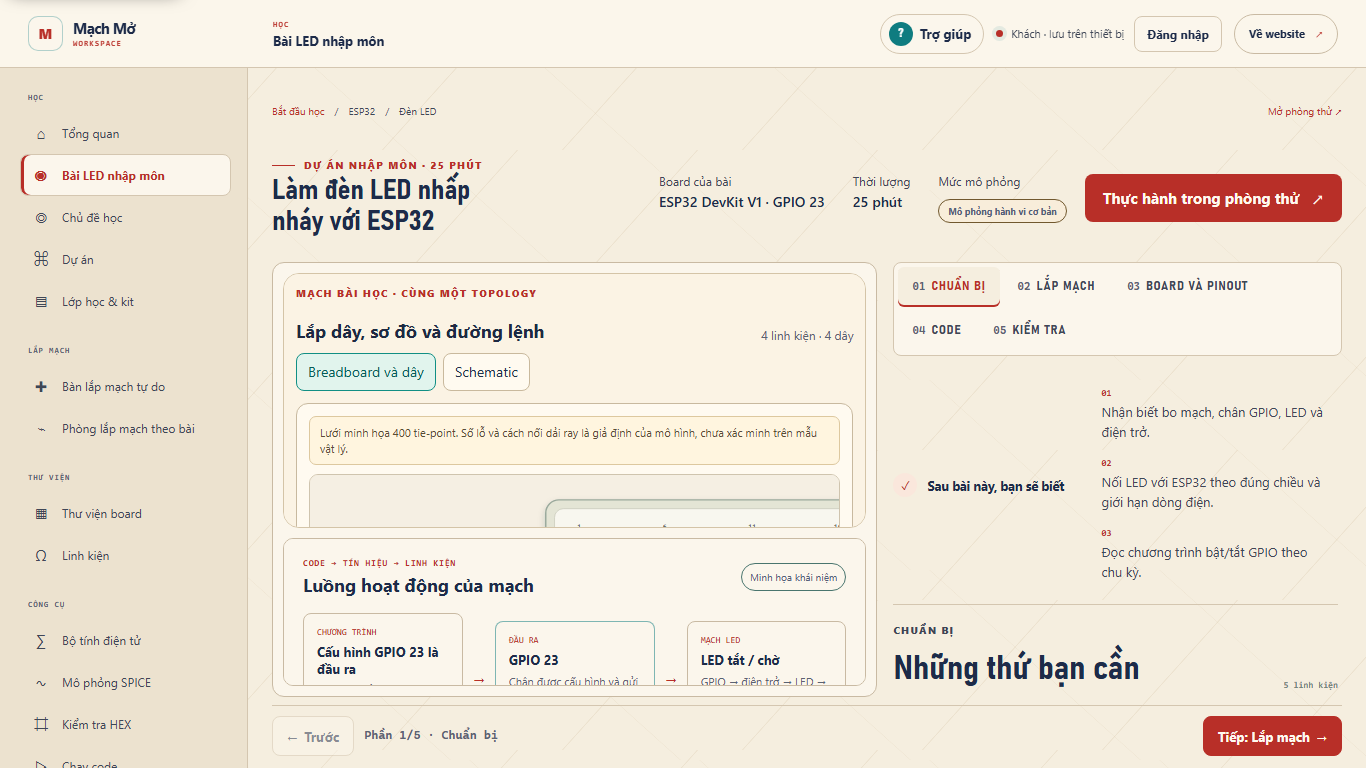 M
Mạch Mở
WORKSPACE
HỌC
Bài LED nhập môn
? Trợ giúp
Khách · lưu trên thiết bị
Đăng nhập
Về website ↗
HỌC
Tổng quan
Bài LED nhập môn
Chủ đề học
Dự án
Lớp học & kit
LẮP MẠCH
Bàn lắp mạch tự do
Phòng lắp mạch theo bài
THƯ VIỆN
Thư viện board
Linh kiện
CÔNG CỤ
Bộ tính điện tử
Mô phỏng SPICE
Kiểm tra HEX
Chạy code
Bắt đầu học / ESP32 / Đèn LED
Mở phòng thử ↗
DỰ ÁN NHẬP MÔN · 25 PHÚT
Làm đèn LED nhấp
nháy với ESP32
Board của bài
ESP32 DevKit V1 · GPIO 23
Thời lượng
25 phút
Mức mô phỏng
Mô phỏng hành vi cơ bản
Thực hành trong phòng thử ↗
MẠCH BÀI HỌC · CÙNG MỘT TOPOLOGY
Lắp dây, sơ đồ và đường lệnh
4 linh kiện · 4 dây
Breadboard và dây
Schematic
Lưới minh họa 400 tie-point. Số lỗ và cách nối dải ray là giả định của mô hình, chưa xác minh trên mẫu
vật lý.
CODE → TÍN HIỆU → LINH KIỆN
Luồng hoạt động của mạch
Minh họa khái niệm
CHƯƠNG TRÌNH
Cấu hình GPIO 23 là
đầu ra
→
ĐẦU RA
GPIO 23
Chân được cấu hình và gửi
→
MẠCH LED
LED tắt / chờ
GPIO → điện trở → LED →
01 CHUẨN BỊ
02 LẮP MẠCH
03 BOARD VÀ PINOUT
04 CODE
05 KIỂM TRA
✓ Sau bài này, bạn sẽ biết
01
Nhận biết bo mạch, chân GPIO, LED và
điện trở.
02
Nối LED với ESP32 theo đúng chiều và
giới hạn dòng điện.
03
Đọc chương trình bật/tắt GPIO theo
chu kỳ.
CHUẨN BỊ
Những thứ bạn cần
5 linh kiện
← Trước
Phần 1/5 · Chuẩn bị
Tiếp: Lắp mạch →